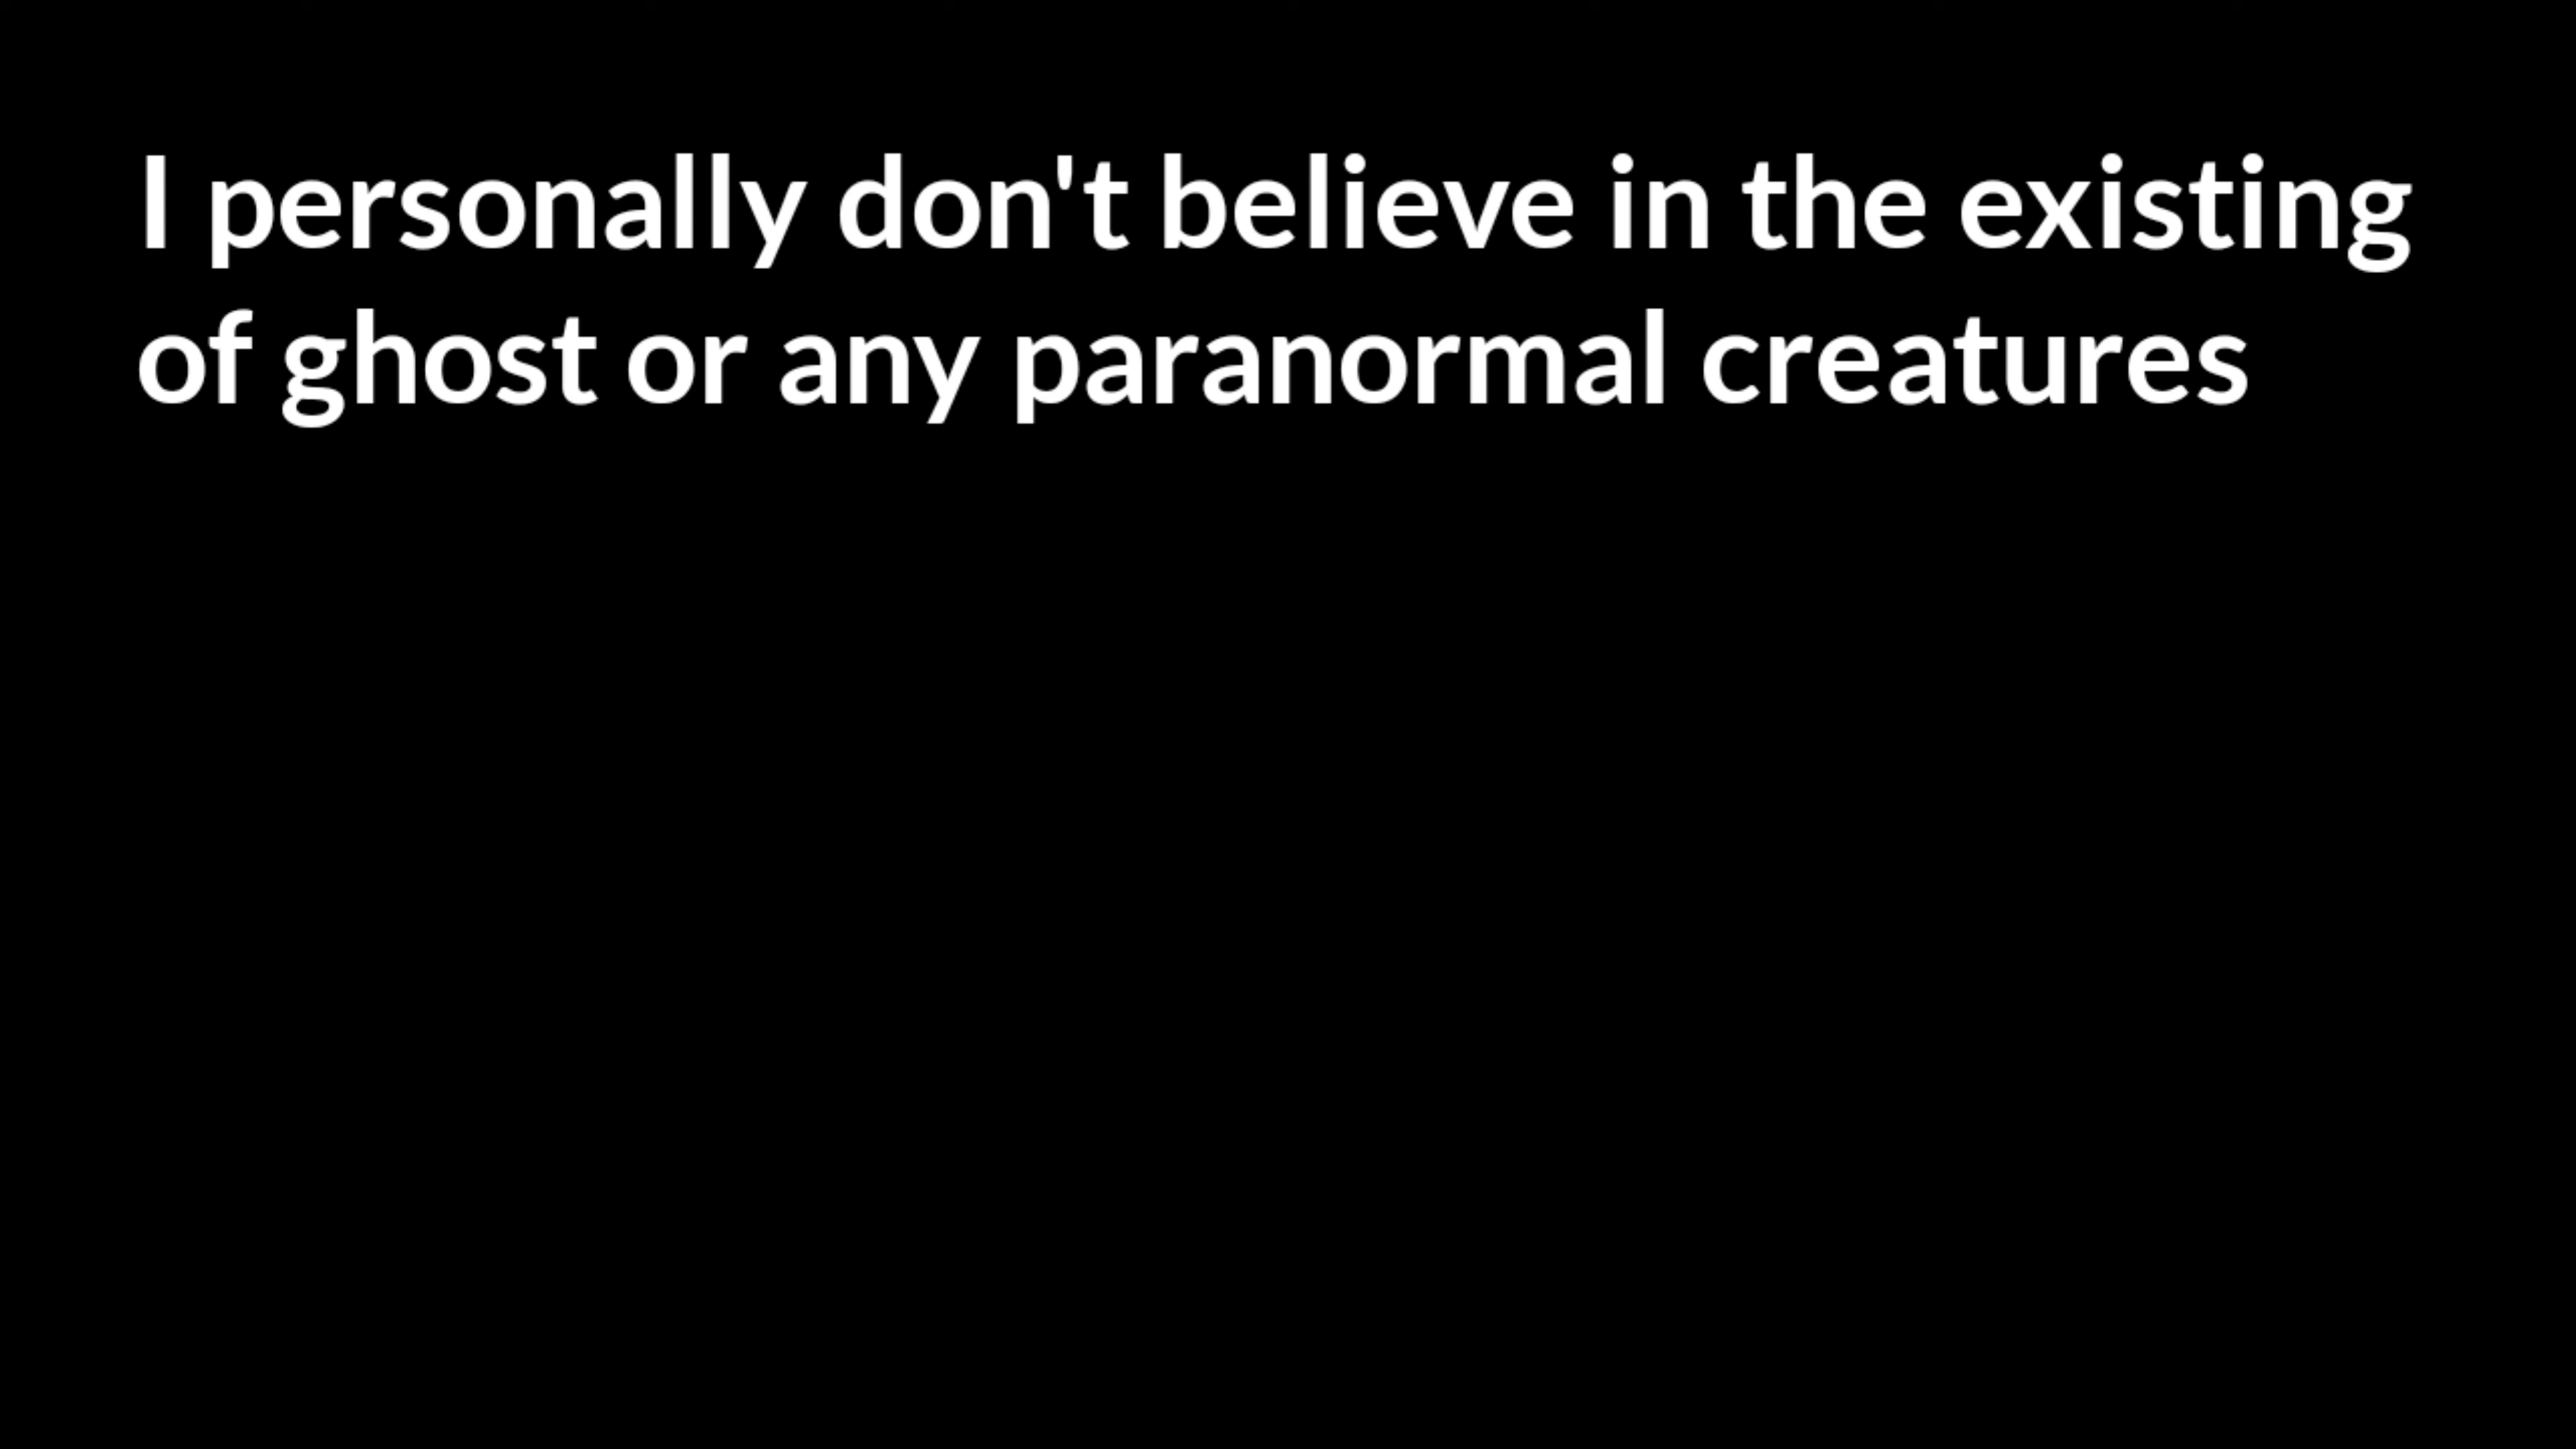 I personally don't believe in the existing
of ghost or any paranormal creatures